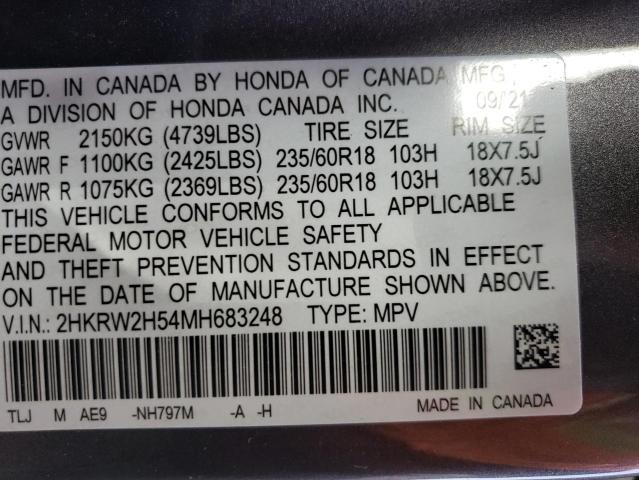 MFD. IN CANADA BY HONDA OF CANADA MFG.,
A DIVISION OF HONDA CANADA INC. 09/21
GVWR 2150KG (4739LBS) TIRE SIZE RIM SIZE
GAWR F 1100KG (2425LBS) 235/60R18 103H 18X7.5J
GAWR R 1075KG (2369LBS) 235/60R18 103H 18X7.5J
THIS VEHICLE CONFORMS TO ALL APPLICABLE
FEDERAL MOTOR VEHICLE SAFETY
AND THEFT PREVENTION STANDARDS IN EFFECT
ON THE DATE OF MANUFACTURE SHOWN ABOVE.
V.I.N.: 2HKRW2H54MH683248 TYPE: MPV
TLJ M AE9 -NH797M -A -H MADE IN CANADA